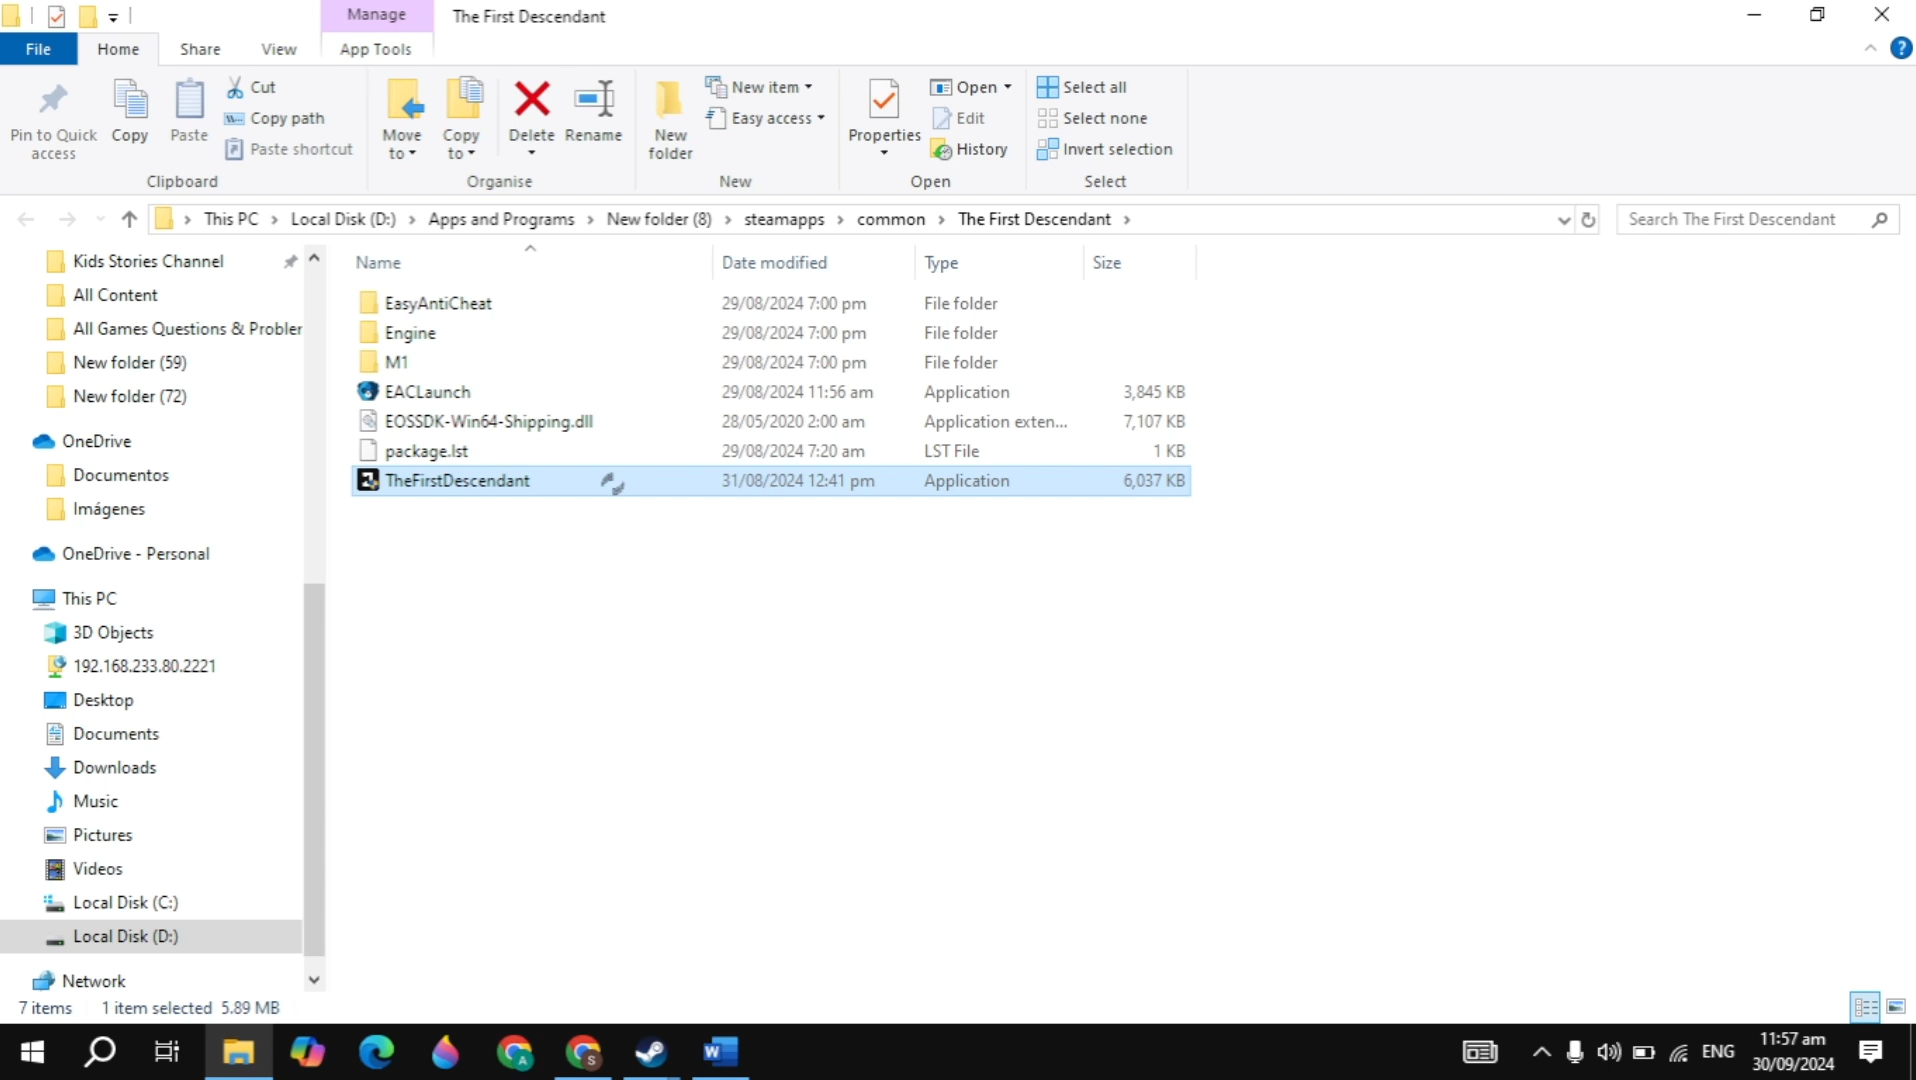 Manage
The First Descendant
File
Home
Share
View
App Tools
Pin to Quick
access
Copy
Paste
Cut
Copy path
Paste shortcut
Clipboard
Move
to
Copy
to
Delete
Rename
Organise
New
folder
New item
Easy access
New
Properties
Open
Edit
History
Open
Select all
Select none
Invert selection
Select
This PC > Local Disk (D:) > Apps and Programs > New folder (8) > steamapps > common > The First Descendant >
Search The First Descendant
Kids Stories Channel
All Content
All Games Questions & Probler
New folder (59)
New folder (72)
OneDrive
Documentos
Imágenes
OneDrive - Personal
This PC
3D Objects
192.168.233.80.2221
Desktop
Documents
Downloads
Music
Pictures
Videos
Local Disk (C:)
Local Disk (D:)
Network
Name Date modified Type Size
EasyAntiCheat 29/08/2024 7:00 pm File folder
Engine 29/08/2024 7:00 pm File folder
M1 29/08/2024 7:00 pm File folder
EACLaunch 29/08/2024 11:56 am Application 3,845 KB
EOSSDK-Win64-Shipping.dll 28/05/2020 2:00 am Application exten... 7,107 KB
package.lst 29/08/2024 7:20 am LST File 1 KB
TheFirstDescendant 31/08/2024 12:41 pm Application 6,037 KB
7 items 1 item selected 5.89 MB
A
S
W
ENG
11:57 am
30/09/2024